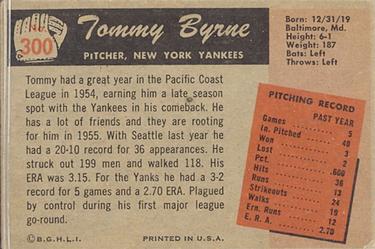 No.
300
Tommy Byrne
PITCHER, NEW YORK YANKEES
Born: 12/31/19
Baltimore, Md.
Height: 6-1
Weight: 187
Bats: Left
Throws: Left
Tommy had a great year in the Pacific Coast
League in 1954, earning him a late season
spot with the Yankees in his comeback. He
has a lot of friends and they are rooting
for him in 1955. With Seattle last year he
had a 20-10 record for 36 appearances. He
struck out 199 men and walked 118. His
ERA was 3.15. For the Yanks he had a 3-2
record for 5 games and a 2.70 ERA. Plagued
by control during his first major league
go-round.
PITCHING RECORD
PAST YEAR
Games 5
In. Pitched 40
Won 3
Lost 2
Pct. .600
Hits 36
Runs 13
Strikeouts 24
Walks 19
Ern. Runs 12
E. R. A. 2.70
© B.G.H.L.I. PRINTED IN U.S.A.